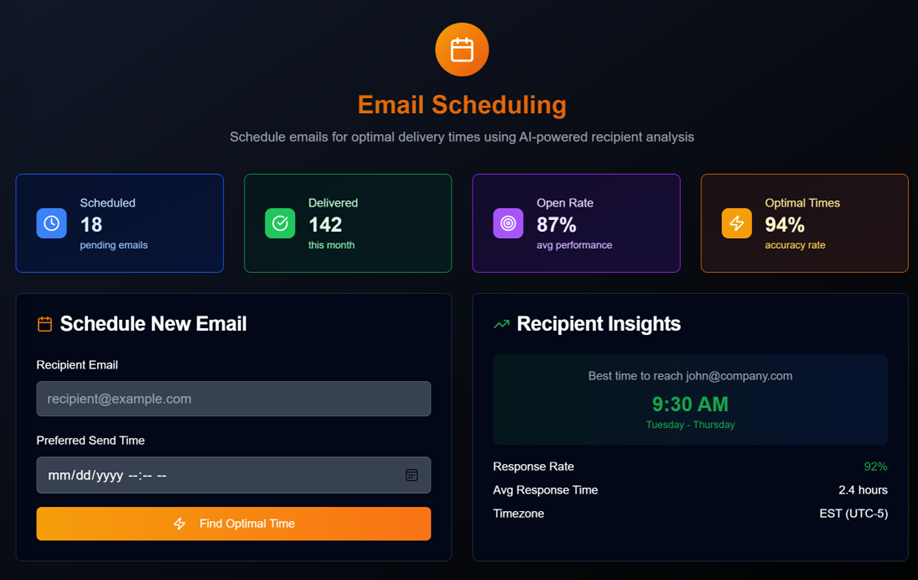 Email Scheduling
Schedule emails for optimal delivery times using AI-powered recipient analysis
Scheduled
18
pending emails
Delivered
142
this month
Open Rate
87%
avg performance
Optimal Times
94%
accuracy rate
Schedule New Email
Recipient Email
recipient@example.com
Preferred Send Time
mm/dd/yyyy --:-- --
Find Optimal Time
Recipient Insights
Best time to reach john@company.com
9:30 AM
Tuesday - Thursday
Response Rate 92%
Avg Response Time 2.4 hours
Timezone EST (UTC-5)